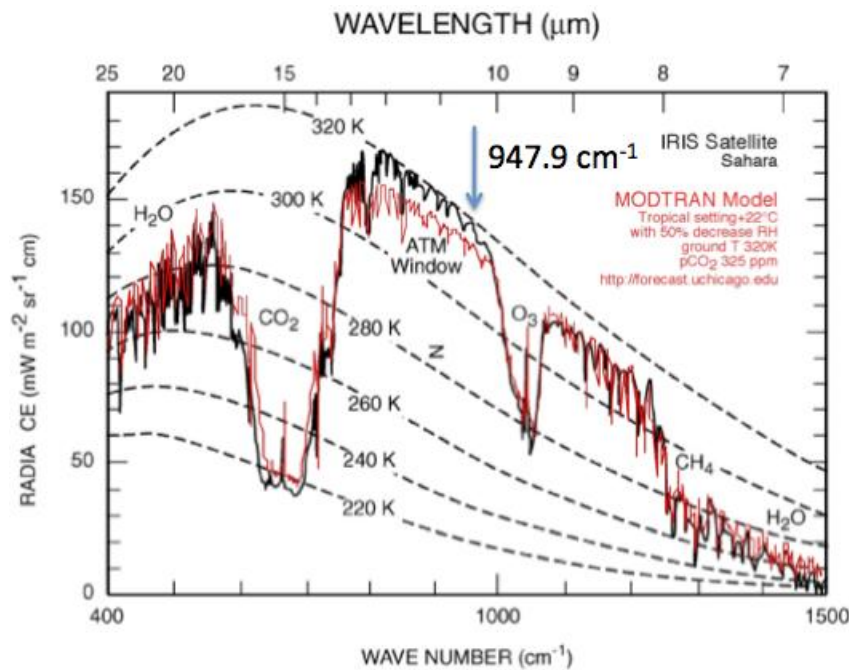 WAVELENGTH (μm)
25 20 15 10 9 8 7
320 K
947.9 cm⁻¹
IRIS Satellite
Sahara
150
H₂O
300 K
MODTRAN Model
Tropical setting+22°C
with 50% decrease RH
ground T 320K
pCO₂ 325 ppm
http://forecast.uchicago.edu
ATM
Window
CO₂
O₃
100
280 K
N
260 K
RADIA CE (mW m⁻² sr⁻¹ cm)
50
240 K
CH₄
220 K
H₂O
0
400 1000 1500
WAVE NUMBER (cm⁻¹)